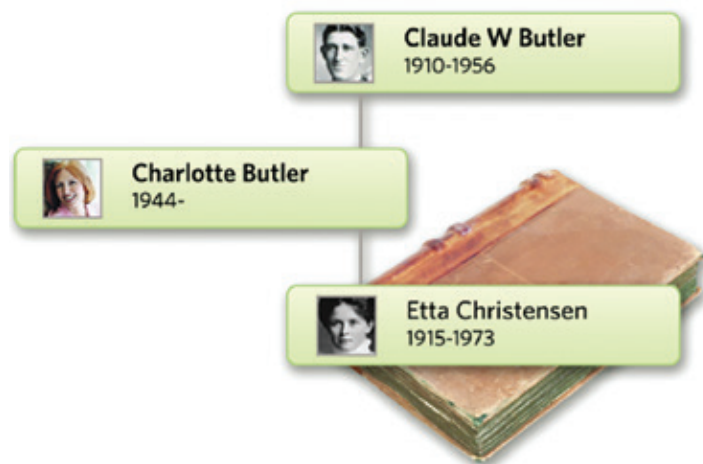 Claude W Butler
1910-1956
Charlotte Butler
1944-
Etta Christensen
1915-1973